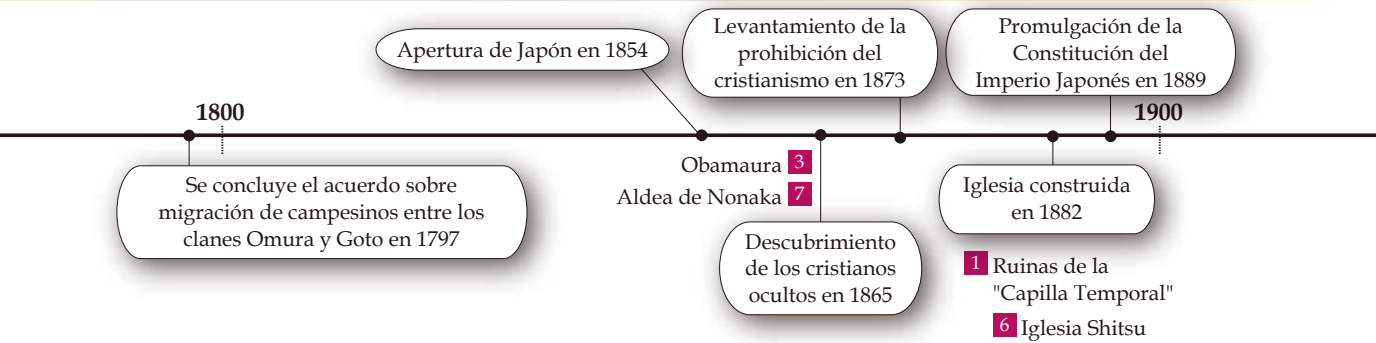 Apertura de Japón en 1854
Levantamiento de la
prohibición del
cristianismo en 1873
Promulgación de la
Constitución del
Imperio Japonés en 1889
1800
1900
Se concluye el acuerdo sobre
migración de campesinos entre los
clanes Omura y Goto en 1797
Obamaura 3
Aldea de Nonaka 7
Descubrimiento
de los cristianos
ocultos en 1865
Iglesia construida
en 1882
1 Ruinas de la
"Capilla Temporal"
6 Iglesia Shitsu